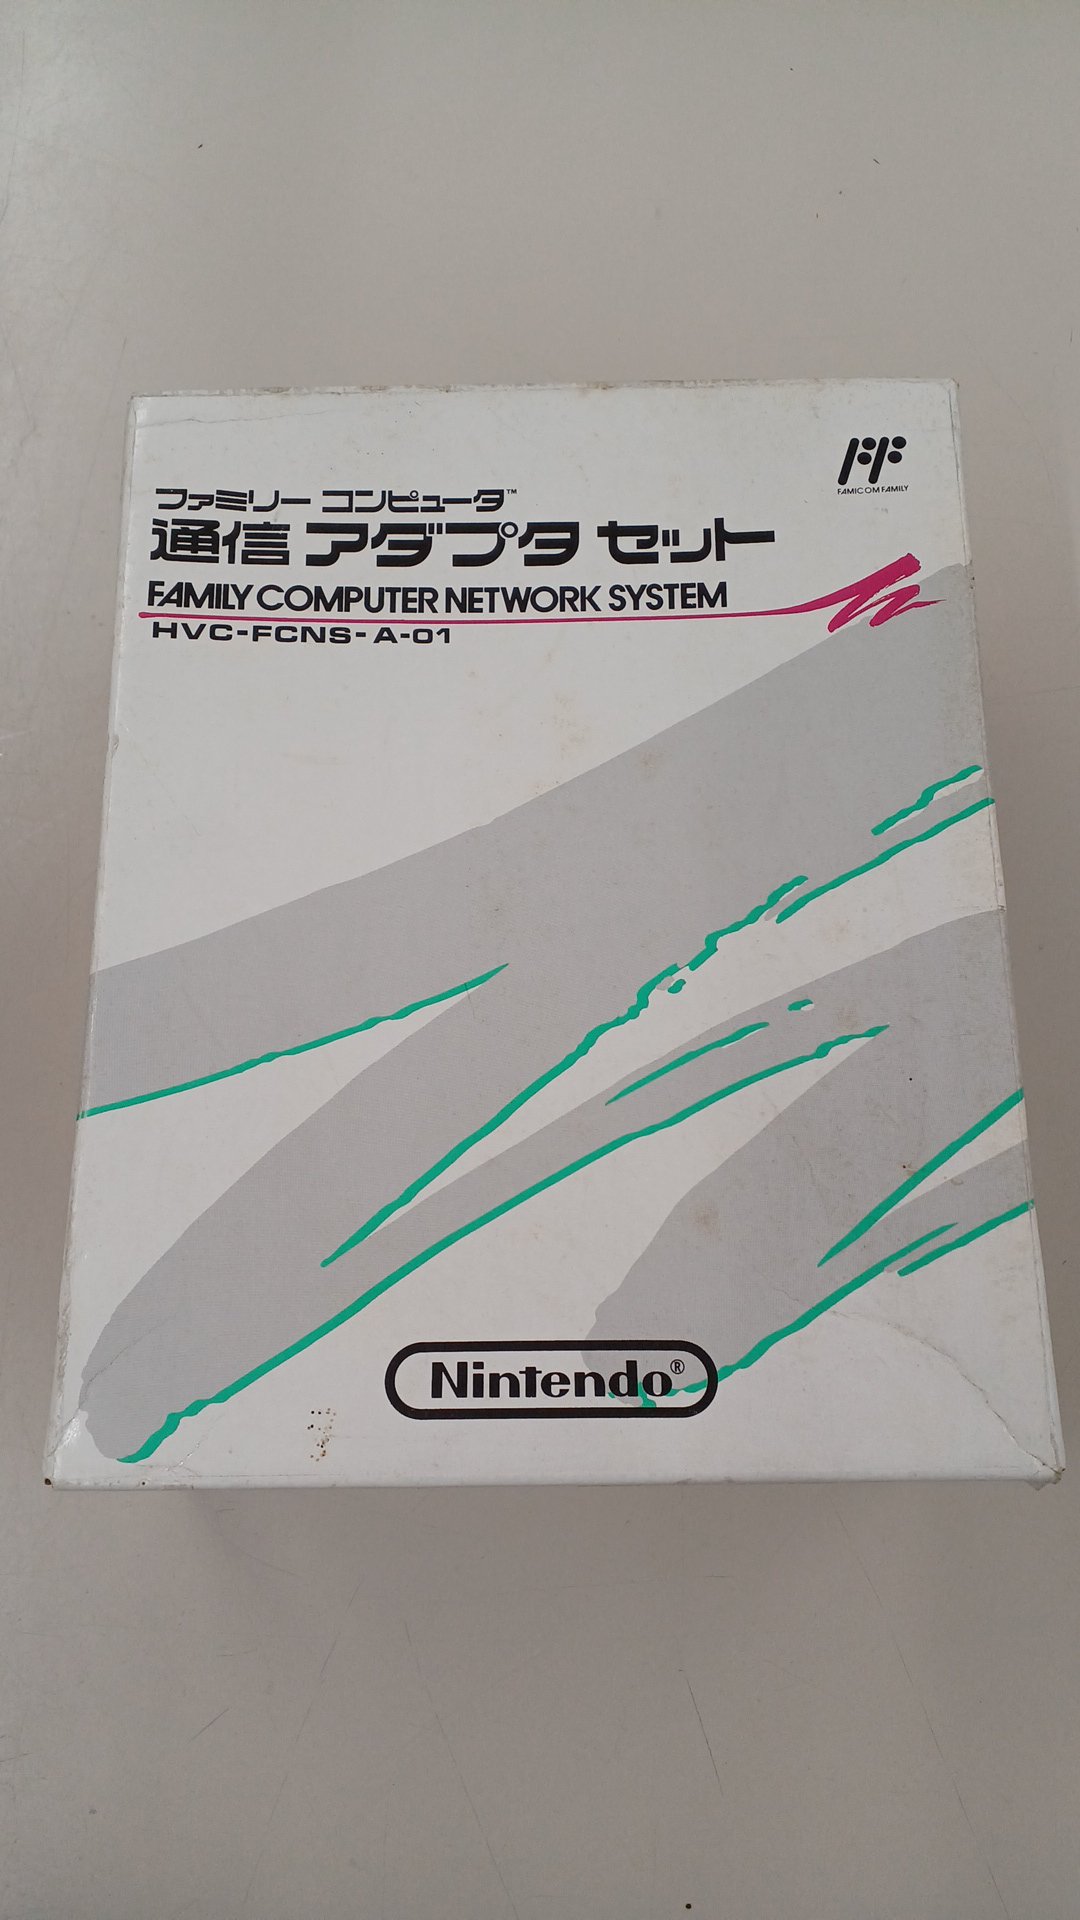 FF
FAMICOM FAMILY
ファミリー コンピュータ™
通信アダプタセット
FAMILY COMPUTER NETWORK SYSTEM
HVC-FCNS-A-01
Nintendo®